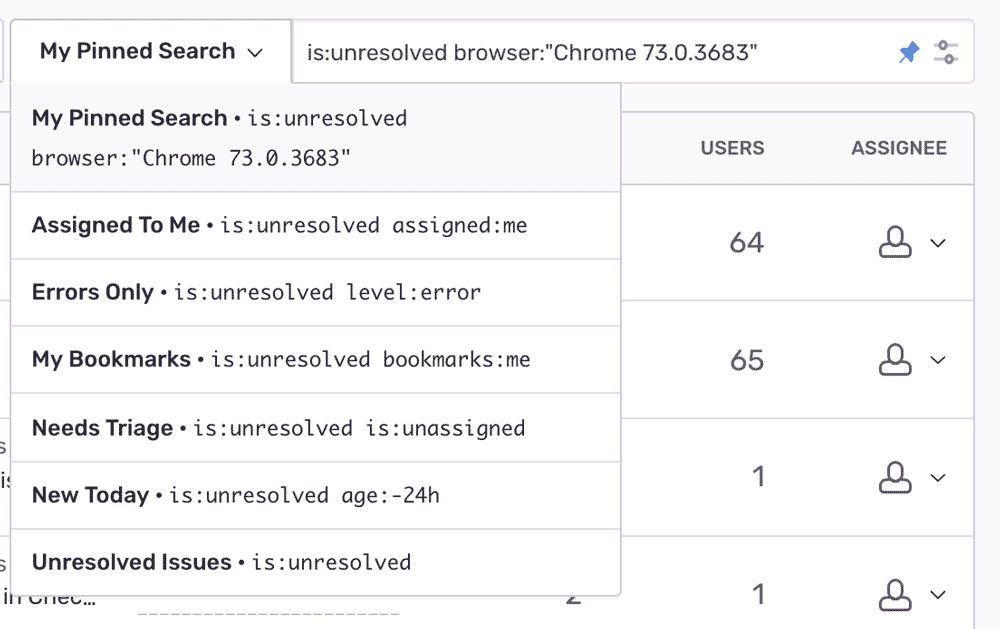 My Pinned Search
is:unresolved browser:"Chrome 73.0.3683"
My Pinned Search • is:unresolved
browser:"Chrome 73.0.3683"
USERS
ASSIGNEE
Assigned To Me • is:unresolved assigned:me
64
Errors Only • is:unresolved level:error
My Bookmarks • is:unresolved bookmarks:me
65
Needs Triage • is:unresolved is:unassigned
1
New Today • is:unresolved age:-24h
Unresolved Issues • is:unresolved
in Chec...
1